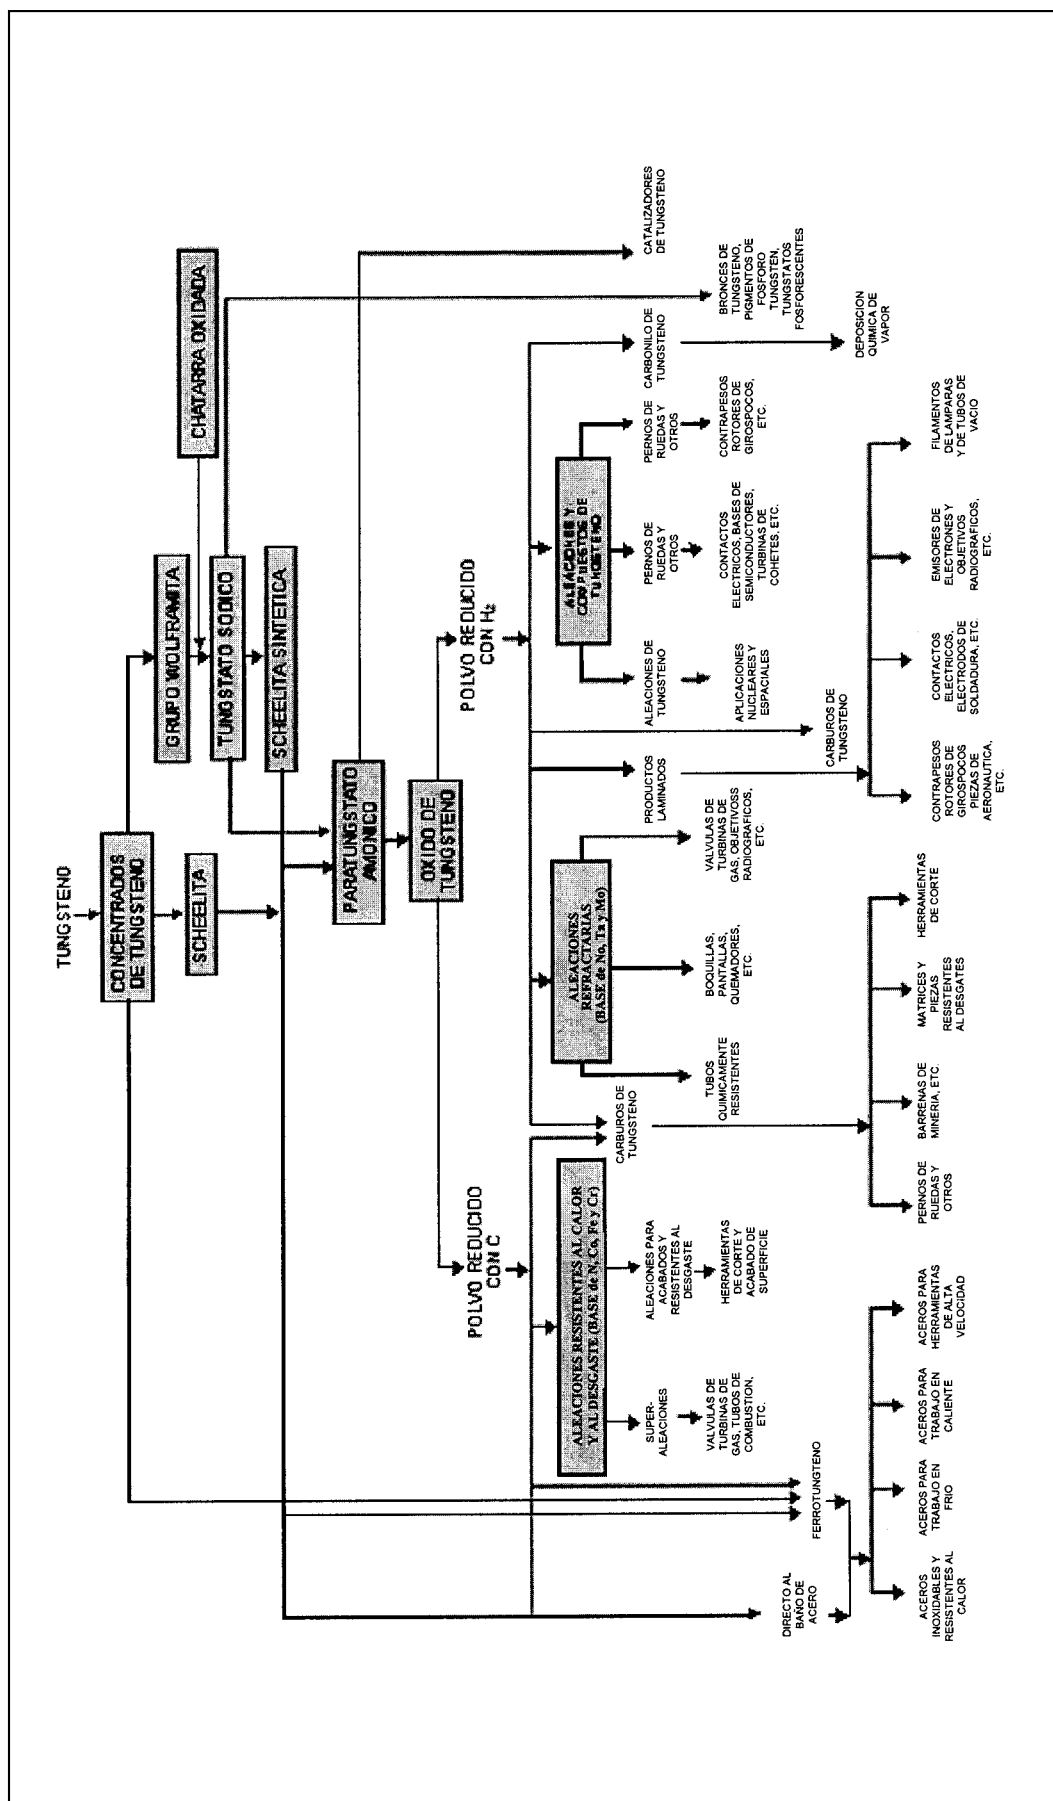 TUNGSTENO
CONCENTRADOS
DE TUNGSTENO
GRUPO WOLFRAMITA
CHATARRA OXIDADA
SCHEELITA
TUNGSTATO SODICO
SCHEELITA SINTETICA
PARATUNGSTATO
AMONICO
OXIDO DE
TUNGSTENO
POLVO REDUCIDO
CON C
POLVO REDUCIDO
CON H₂
ALEACIONES RESISTENTES AL CALOR
Y AL DESGASTE (BASE de N, Co, Fe y Cr)
ALEACIONES
REFRACTARIAS
(BASE de No, Ta y Mo)
ALEACIONES Y
COMPUESTOS DE
TUNGSTENO
SUPER-
ALEACIONES
ALEACIONES PARA
ACABADOS Y
RESISTENTES AL
DESGASTE
CARBUROS DE
TUNGSTENO
PRODUCTOS
LAMINADOS
ALEACIONES DE
TUNGSTENO
PERNOS DE
RUEDAS Y
OTROS
PERNOS DE
RUEDAS Y
OTROS
CARBONILO DE
TUNGSTENO
CATALIZADORES
DE TUNGSTENO
VALVULAS DE
TURBINAS DE
GAS, TUBOS DE
COMBUSTION,
ETC.
HERRAMIENTAS
DE CORTE Y
ACABADO DE
SUPERFICIE
TUBOS
QUIMICAMENTE
RESISTENTES
BOQUILLAS,
PANTALLAS,
QUEMADORES,
ETC.
VALVULAS DE
TURBINAS DE
GAS, OBJETIVOSS
RADIOGRAFICOS,
ETC.
APLICACIONES
NUCLEARES Y
ESPACIALES
CONTACTOS
ELECTRICOS, BASES DE
SEMICONDUCTORES,
TURBINAS DE
COHETES, ETC.
CONTRAPESOS
ROTORES DE
GIROSPOCOS,
ETC.
BRONCES DE
TUNGSTENO,
PIGMENTOS DE
FOSFORO
TUNGSTEN,
TUNGSTATOS
FOSFORESCENTES
DIRECTO AL
BAÑO DE
ACERO
FERROTUNGTENO
CARBUROS DE
TUNGSTENO
DEPOSICION
QUIMICA DE
VAPOR
ACEROS
INOXIDABLES Y
RESISTENTES AL
CALOR
ACEROS PARA
TRABAJO EN
FRIO
ACEROS PARA
TRABAJO EN
CALIENTE
ACEROS PARA
HERRAMIENTAS
DE ALTA
VELOCIDAD
PERNOS DE
RUEDAS Y
OTROS
BARRENAS DE
MINERIA, ETC.
MATRICES Y
PIEZAS
RESISTENTES
AL DESGATES
HERRAMIENTAS
DE CORTE
CONTRAPESOS
ROTORES DE
GIROSPOCOS
PIEZAS DE
AERONAUTICA,
ETC.
CONTACTOS
ELECTRICOS,
ELECTRODOS DE
SOLDADURA, ETC.
EMISORES DE
ELECTRONES Y
OBJETIVOS
RADIOGRAFICOS,
ETC.
FILAMENTOS
DE LAMPARAS
Y DE TUBOS DE
VACIO